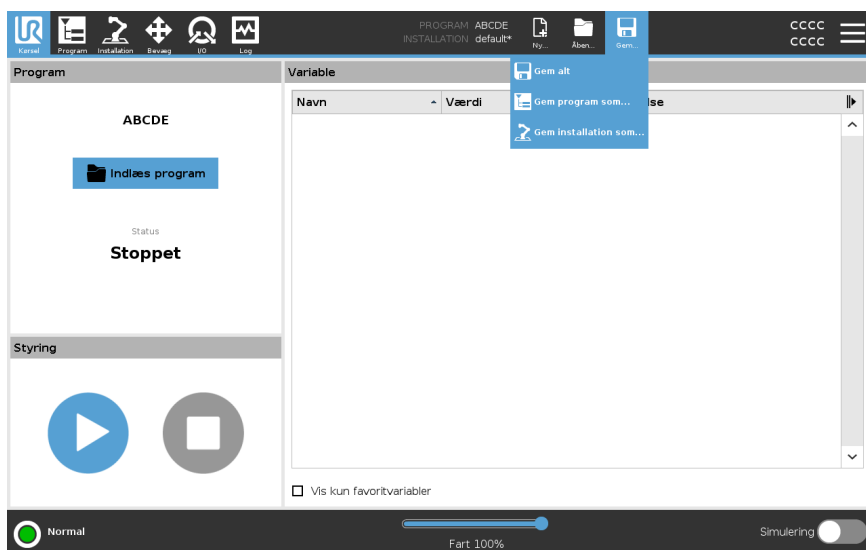 UR
Kørsel Program Installation Bevæg I/O Log
PROGRAM ABCDE
INSTALLATION default*
Ny... Åben... Gem...
CCCC
CCCC
Program
ABCDE
Indlæs program
Status
Stoppet
Styring
Variable
Navn Værdi lse
Gem alt
Gem program som...
Gem installation som...
Vis kun favoritvariabler
Normal
Fart 100%
Simulering